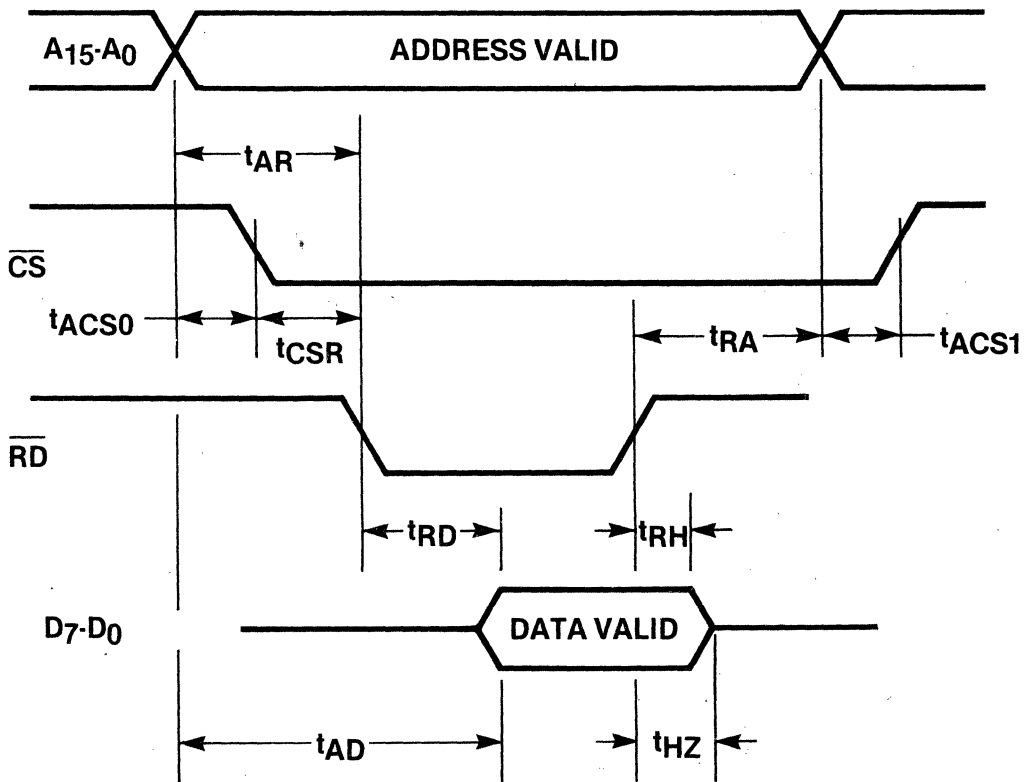 A15-A0 ADDRESS VALID
tAR
CS
tACS0 tCSR tRA tACS1
RD
tRD tRH
D7-D0 DATA VALID
tAD tHZ